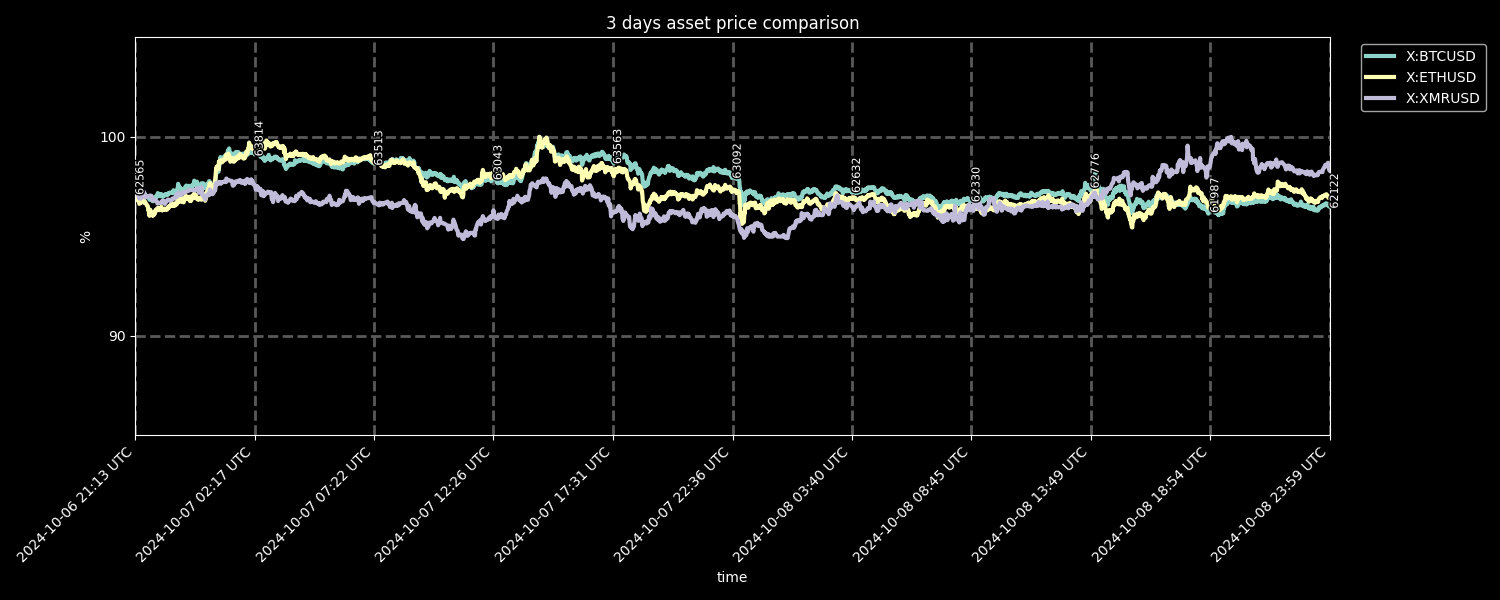 3 days asset price comparison
X:BTCUSD
X:ETHUSD
X:XMRUSD
100
90
%
62565
63814
63513
63043
63563
63092
62632
62330
62776
61987
62122
2024-10-06 21:13 UTC
2024-10-07 02:17 UTC
2024-10-07 07:22 UTC
2024-10-07 12:26 UTC
2024-10-07 17:31 UTC
2024-10-07 22:36 UTC
2024-10-08 03:40 UTC
2024-10-08 08:45 UTC
2024-10-08 13:49 UTC
2024-10-08 18:54 UTC
2024-10-08 23:59 UTC
time